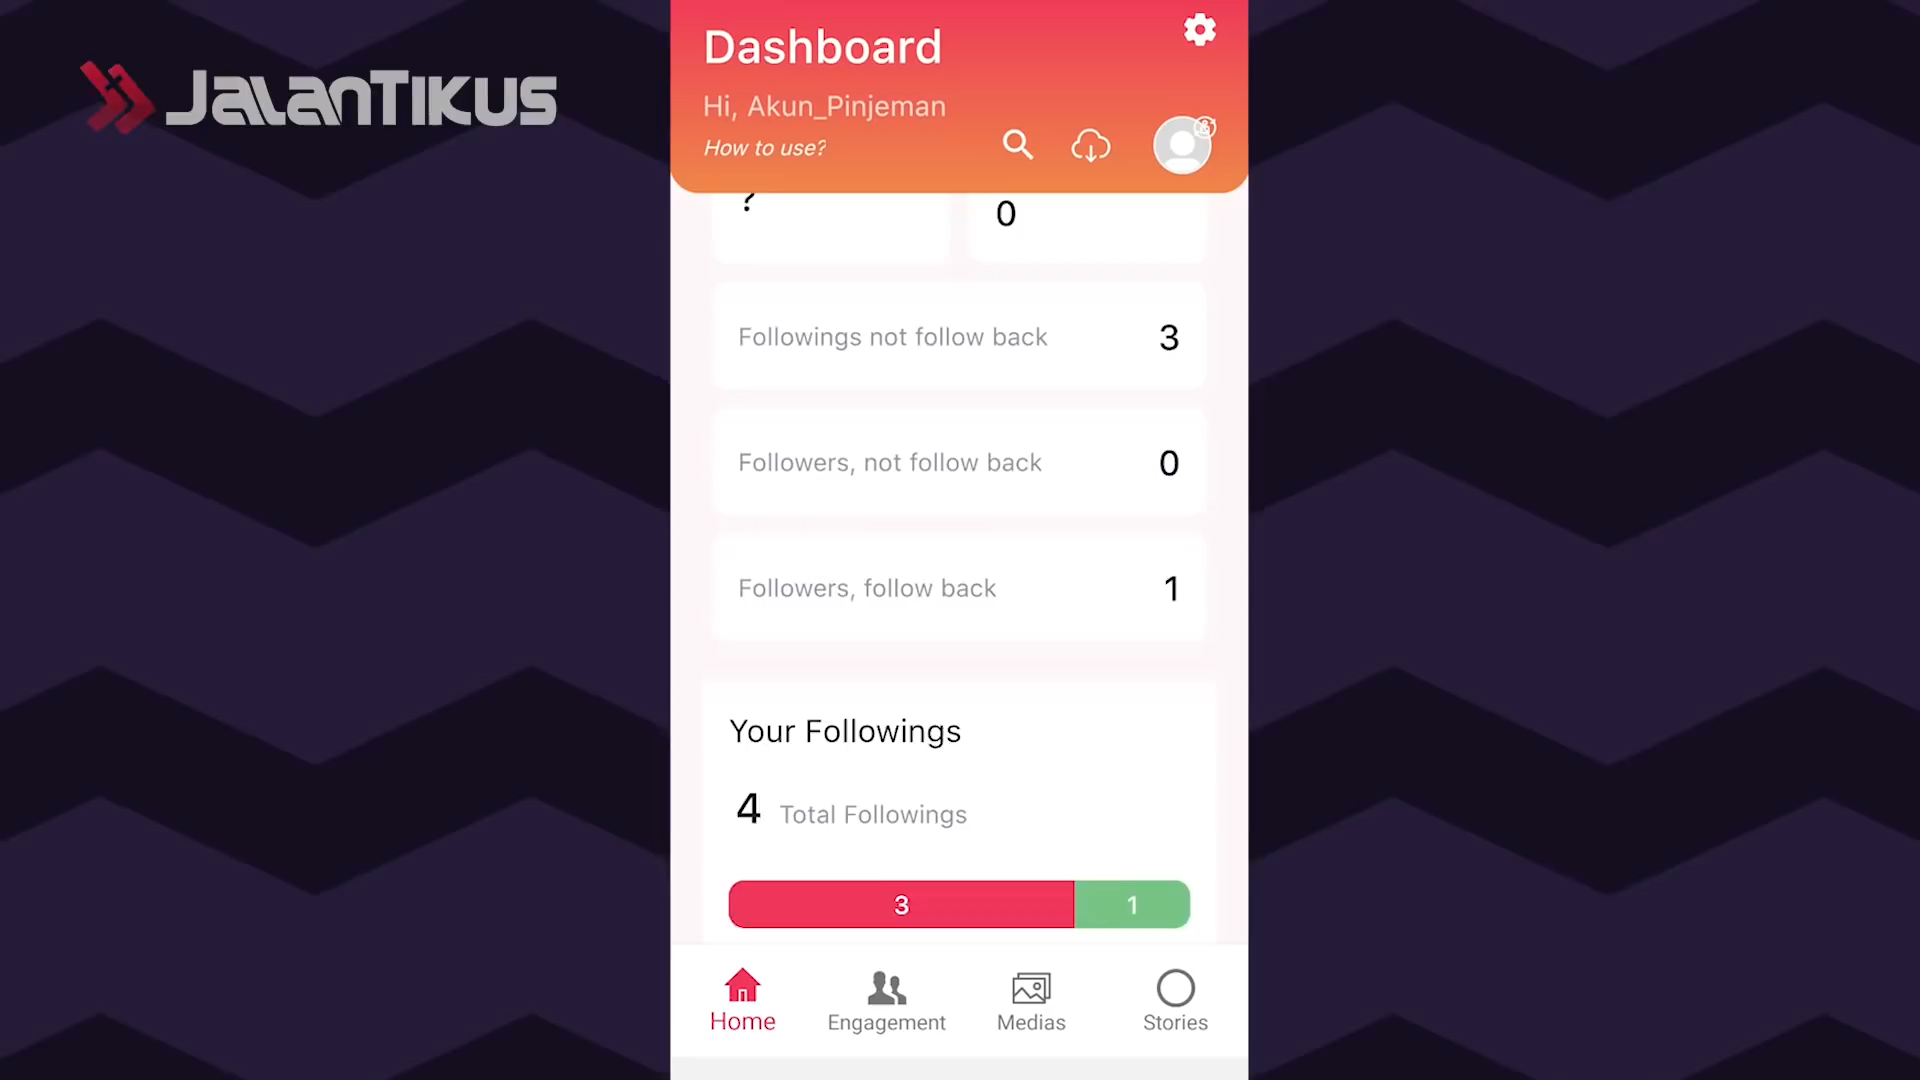 JALANTIKUS
Dashboard
Hi, Akun_Pinjeman
How to use?
?
0
Followings not follow back
3
Followers, not follow back
0
Followers, follow back
1
Your Followings
4 Total Followings
3
1
Home
Engagement
Medias
Stories